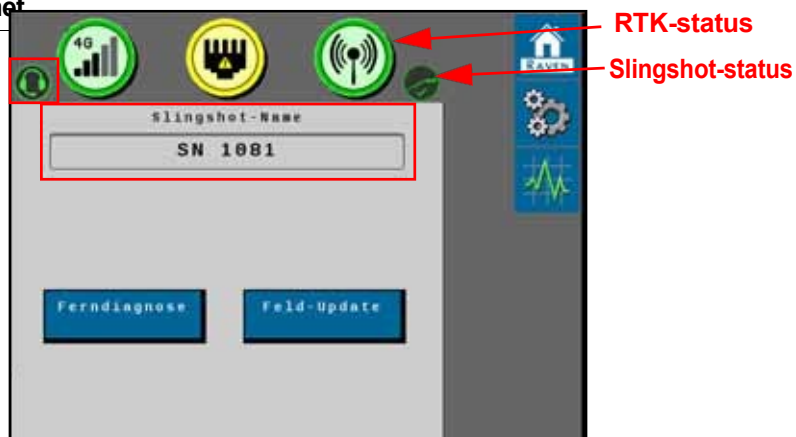 RTK-status
4G
RAVEN
Slingshot-status
Slingshot-Name
SN 1081
Ferndiagnose
Feld-Update